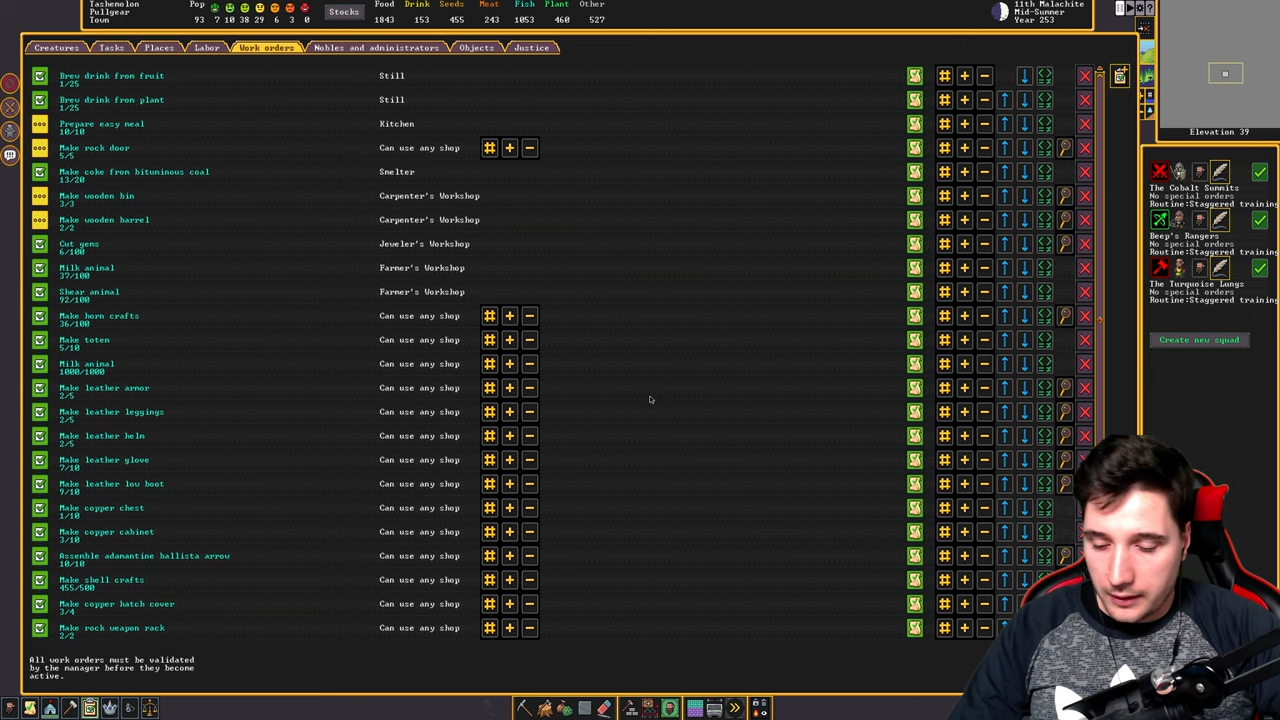 Tashemolon
Pullgear
Town
Pop
93 7 10 38 29 6 3 0
Stocks
Food Drink Seeds Meat Fish Plant Other
1843 153 455 243 1053 460 527
11th Malachite
Mid-Summer
Year 253
Creatures Tasks Places Labor Work orders Nobles and administrators Objects Justice
Brew drink from fruit Still
1/25
Brew drink from plant Still
1/25
Prepare easy meal Kitchen
10/10
Make rock door Can use any shop
5/5
Make coke from bituminous coal Smelter
13/20
Make wooden bin Carpenter's Workshop
3/3
Make wooden barrel Carpenter's Workshop
2/2
Cut gems Jeweler's Workshop
6/100
Milk animal Farmer's Workshop
37/100
Shear animal Farmer's Workshop
92/100
Make horn crafts Can use any shop
36/100
Make totem Can use any shop
5/10
Milk animal Can use any shop
1000/1000
Make leather armor Can use any shop
2/5
Make leather leggings Can use any shop
2/5
Make leather helm Can use any shop
2/5
Make leather glove Can use any shop
7/10
Make leather low boot Can use any shop
9/10
Make copper chest Can use any shop
1/10
Make copper cabinet Can use any shop
3/10
Assemble adamantine ballista arrow Can use any shop
10/10
Make shell crafts Can use any shop
455/500
Make copper hatch cover Can use any shop
3/4
Make rock weapon rack Can use any shop
2/2
All work orders must be validated
by the manager before they become
active.
Elevation 39
The Cobalt Summits
No special orders
Routine:Staggered training
Beep's Rangers
No special orders
Routine:Staggered training
The Turquoise Lungs
No special orders
Routine:Staggered training
Create new squad